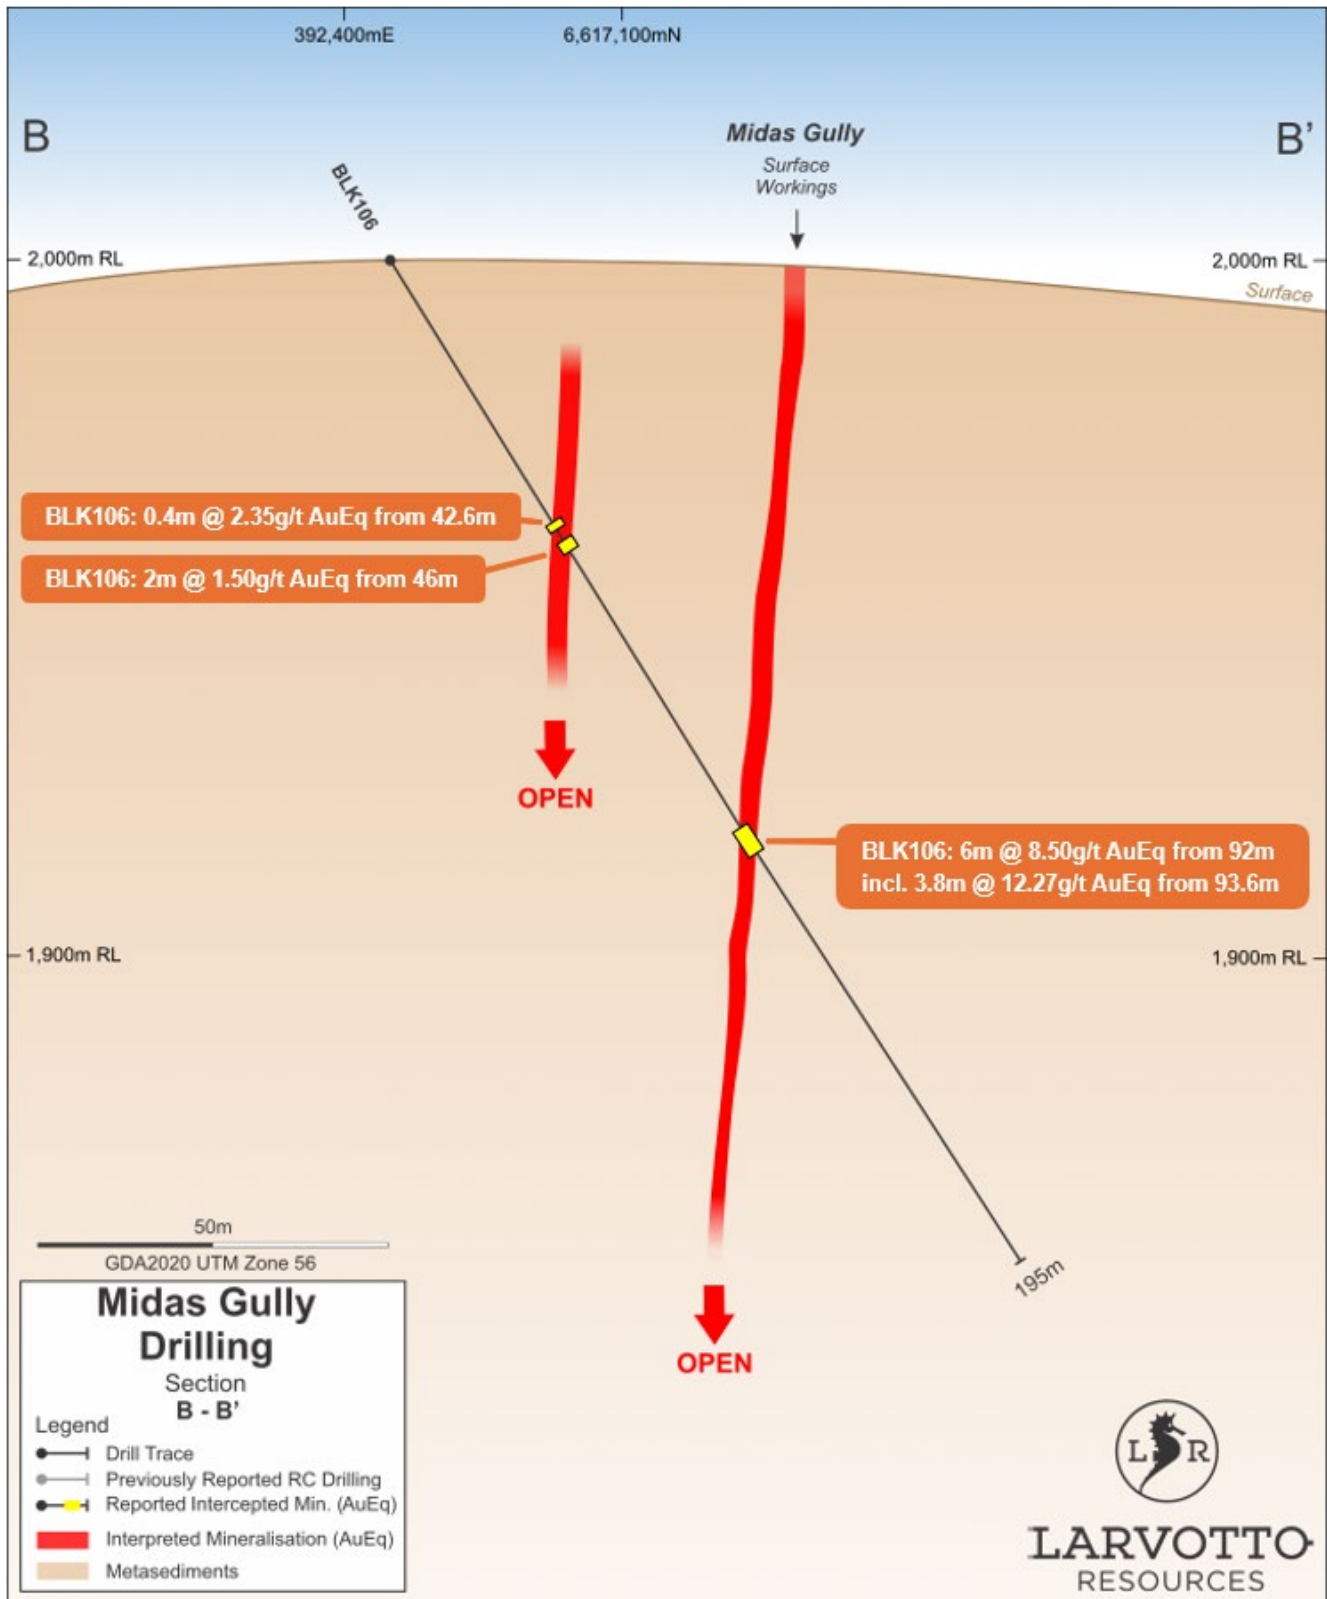 392,400mE
6,617,100mN
B
B'
Midas Gully
Surface
Workings
BLK106
2,000m RL
2,000m RL
Surface
BLK106: 0.4m @ 2.35g/t AuEq from 42.6m
BLK106: 2m @ 1.50g/t AuEq from 46m
OPEN
BLK106: 6m @ 8.50g/t AuEq from 92m
incl. 3.8m @ 12.27g/t AuEq from 93.6m
1,900m RL
1,900m RL
195m
OPEN
50m
GDA2020 UTM Zone 56
Midas Gully
Drilling
Section
B - B'
Legend
Drill Trace
Previously Reported RC Drilling
Reported Intercepted Min. (AuEq)
Interpreted Mineralisation (AuEq)
Metasediments
L R
LARVOTTO
RESOURCES